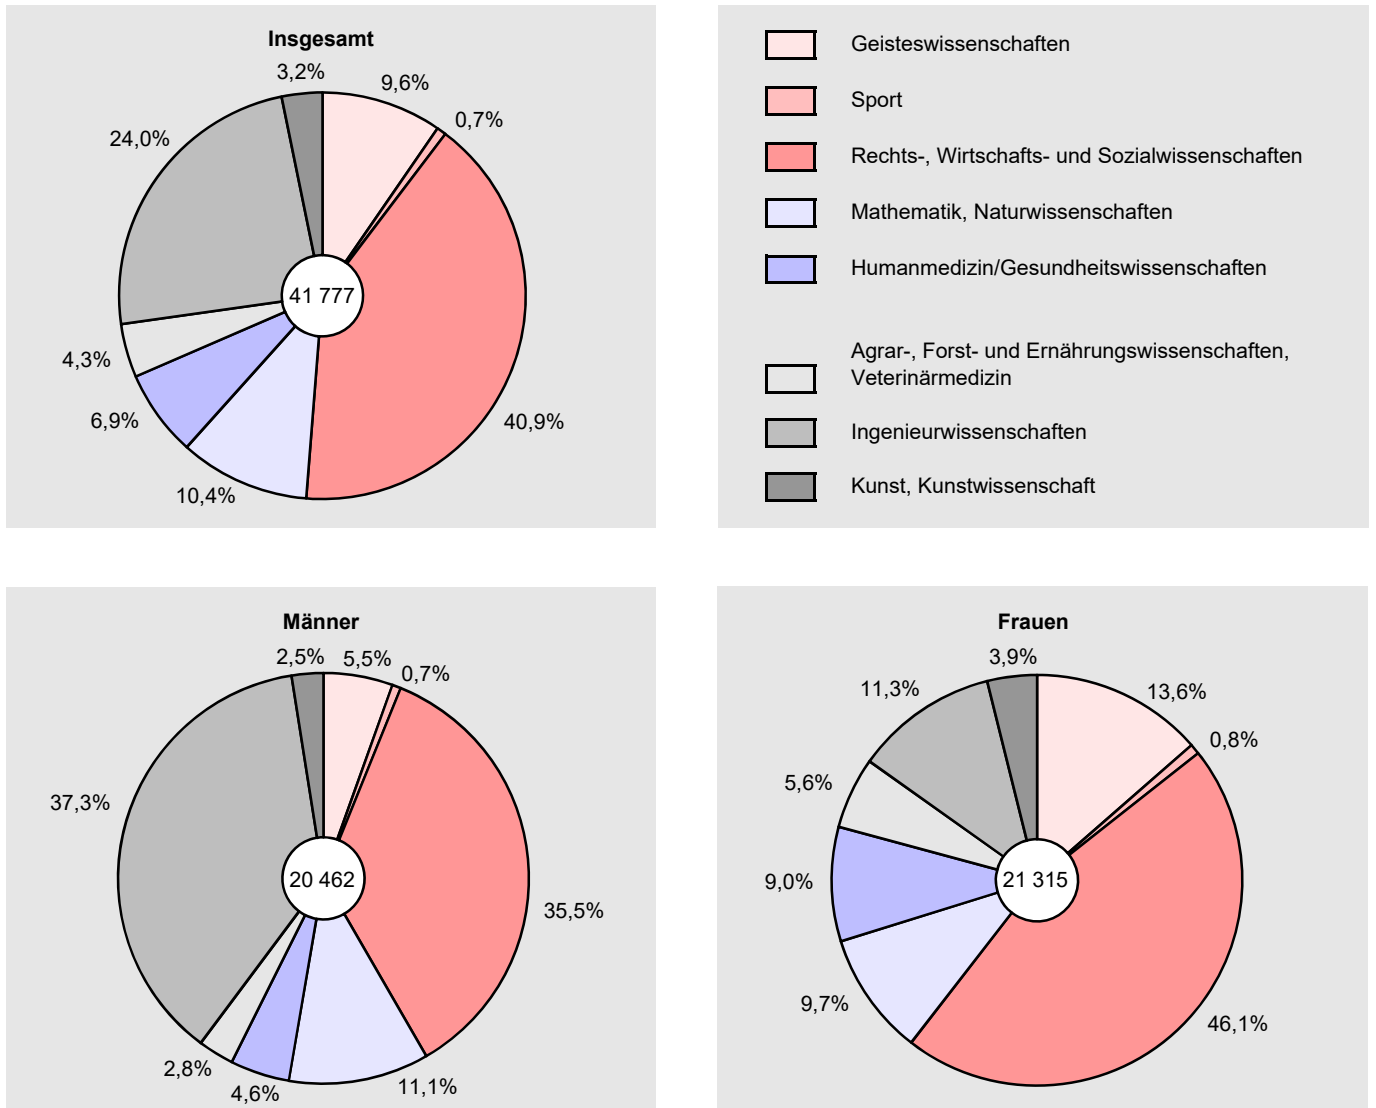 Insgesamt
3,2%
9,6%
0,7%
24,0%
41 777
4,3%
6,9%
40,9%
10,4%
Geisteswissenschaften
Sport
Rechts-, Wirtschafts- und Sozialwissenschaften
Mathematik, Naturwissenschaften
Humanmedizin/Gesundheitswissenschaften
Agrar-, Forst- und Ernährungswissenschaften,
Veterinärmedizin
Ingenieurwissenschaften
Kunst, Kunstwissenschaft
Männer
2,5%
5,5%
0,7%
37,3%
20 462
35,5%
2,8%
4,6%
11,1%
Frauen
3,9%
11,3%
13,6%
0,8%
5,6%
9,0%
21 315
9,7%
46,1%